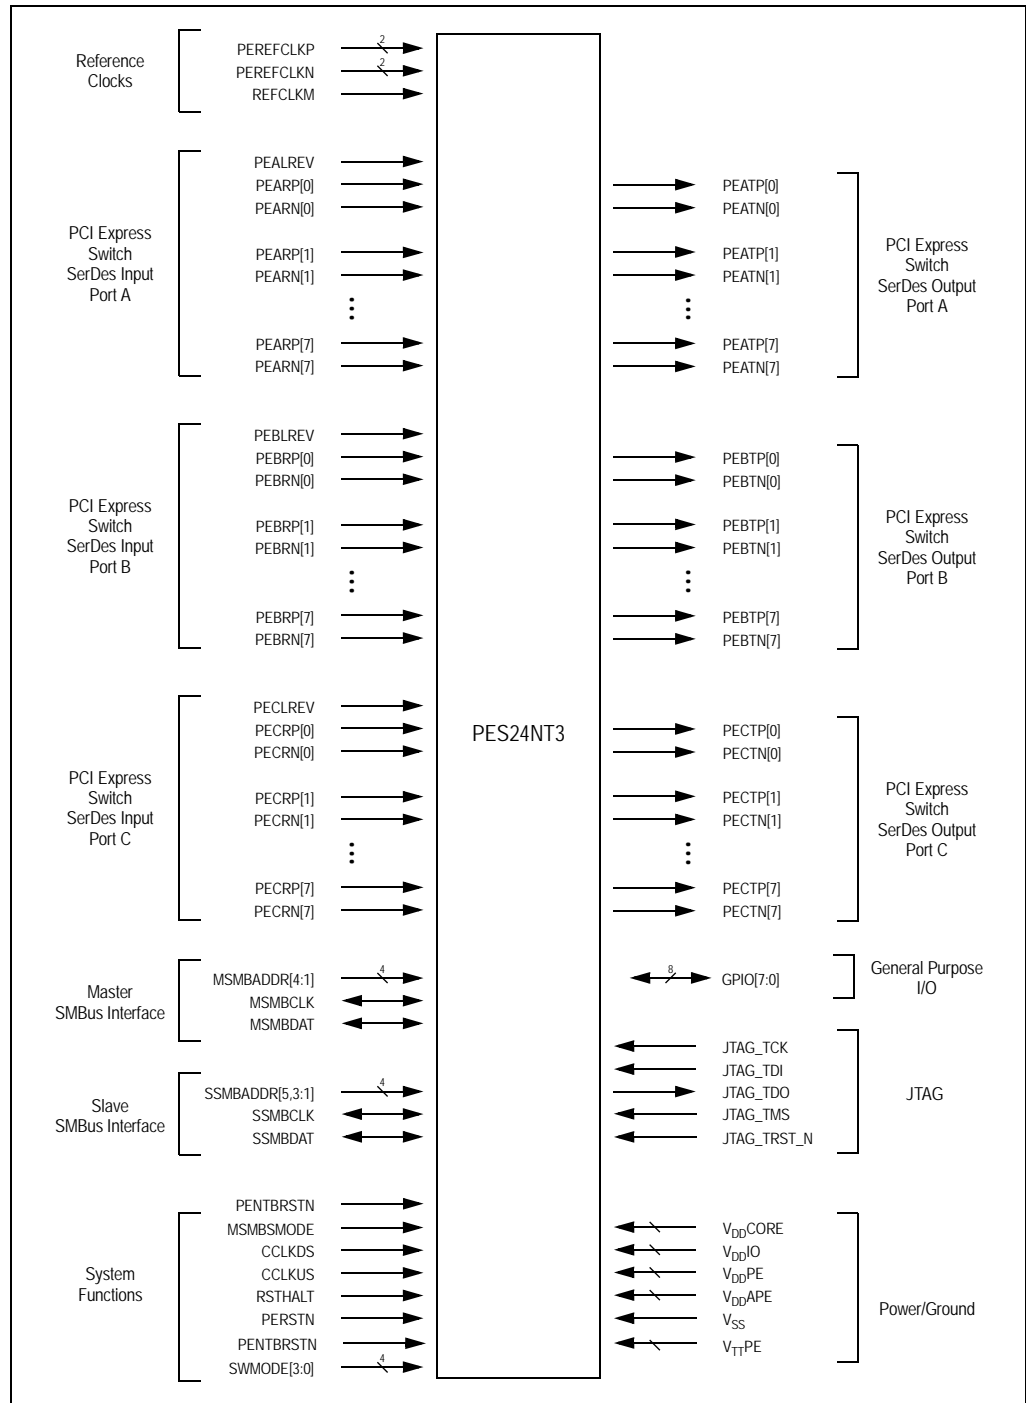 Reference
Clocks
PEREFCLKP
2
PEREFCLKN
2
REFCLKM
PCI Express
Switch
SerDes Input
Port A
PEALREV
PEARP[0]
PEARN[0]
PEARP[1]
PEARN[1]
PEARP[7]
PEARN[7]
PEATP[0]
PEATN[0]
PEATP[1]
PEATN[1]
PEATP[7]
PEATN[7]
PCI Express
Switch
SerDes Output
Port A
PCI Express
Switch
SerDes Input
Port B
PEBLREV
PEBRP[0]
PEBRN[0]
PEBRP[1]
PEBRN[1]
PEBRP[7]
PEBRN[7]
PEBTP[0]
PEBTN[0]
PEBTP[1]
PEBTN[1]
PEBTP[7]
PEBTN[7]
PCI Express
Switch
SerDes Output
Port B
PES24NT3
PCI Express
Switch
SerDes Input
Port C
PECLREV
PECRP[0]
PECRN[0]
PECRP[1]
PECRN[1]
PECRP[7]
PECRN[7]
PECTP[0]
PECTN[0]
PECTP[1]
PECTN[1]
PECTP[7]
PECTN[7]
PCI Express
Switch
SerDes Output
Port C
Master
SMBus Interface
MSMBADDR[4:1]
4
MSMBCLK
MSMBDAT
8
GPIO[7:0]
General Purpose
I/O
Slave
SMBus Interface
SSMBADDR[5,3:1]
4
SSMBCLK
SSMBDAT
JTAG_TCK
JTAG_TDI
JTAG_TDO
JTAG_TMS
JTAG_TRST_N
JTAG
System
Functions
PENTBRSTN
MSMBSMODE
CCLKDS
CCLKUS
RSTHALT
PERSTN
PENTBRSTN
SWMODE[3:0]
4
VDDCORE
VDDIO
VDDPE
VDDAPE
VSS
VTTPE
Power/Ground